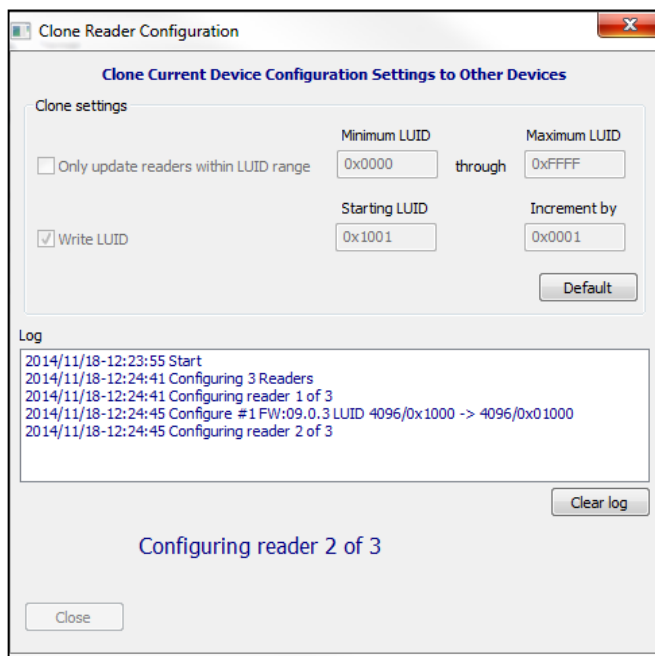 Clone Reader Configuration
Clone Current Device Configuration Settings to Other Devices
Clone settings
Minimum LUID Maximum LUID
Only update readers within LUID range 0x0000 through 0xFFFF
Starting LUID Increment by
Write LUID 0x1001 0x0001
Default
Log
2014/11/18-12:23:55 Start
2014/11/18-12:24:41 Configuring 3 Readers
2014/11/18-12:24:41 Configuring reader 1 of 3
2014/11/18-12:24:45 Configure #1 FW:09.0.3 LUID 4096/0x1000 -> 4096/0x01000
2014/11/18-12:24:45 Configuring reader 2 of 3
Clear log
Configuring reader 2 of 3
Close